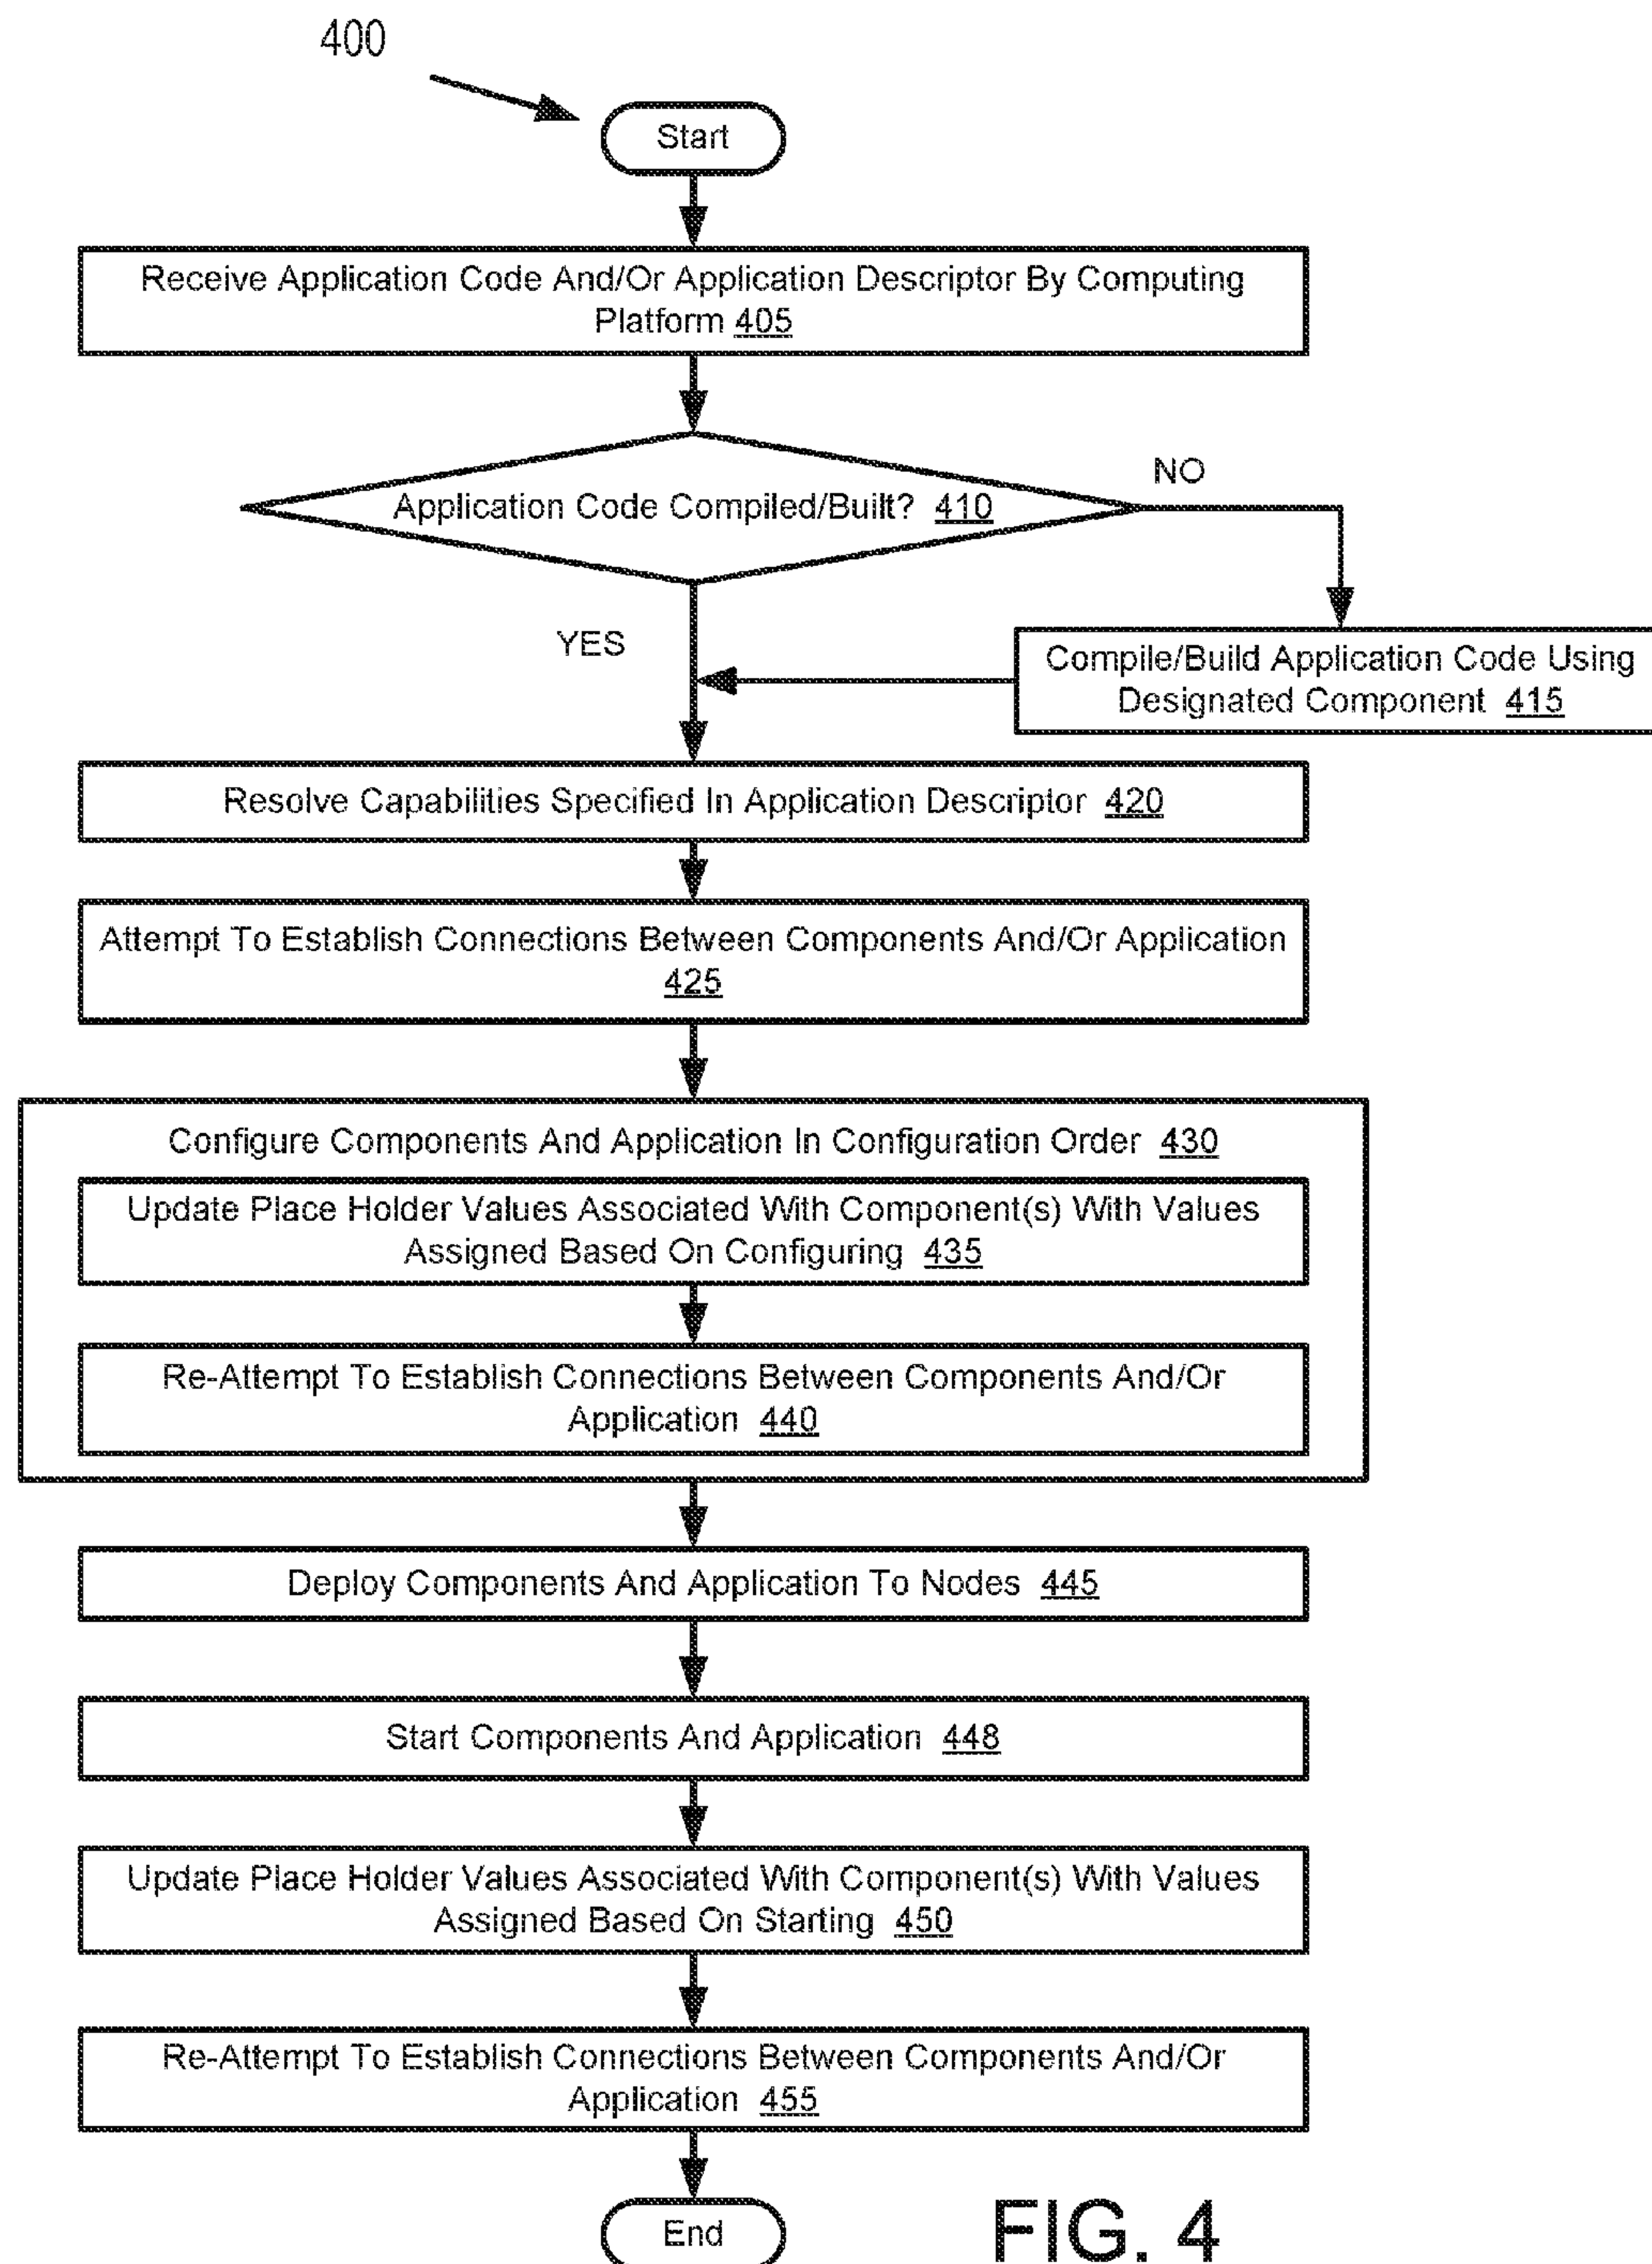 400
Start
Receive Application Code And/Or Application Descriptor By Computing
Platform 405
Application Code Compiled/Built? 410
NO
YES
Compile/Build Application Code Using
Designated Component 415
Resolve Capabilities Specified In Application Descriptor 420
Attempt To Establish Connections Between Components And/Or Application
425
Configure Components And Application In Configuration Order 430
Update Place Holder Values Associated With Component(s) With Values
Assigned Based On Configuring 435
Re-Attempt To Establish Connections Between Components And/Or
Application 440
Deploy Components And Application To Nodes 445
Start Components And Application 448
Update Place Holder Values Associated With Component(s) With Values
Assigned Based On Starting 450
Re-Attempt To Establish Connections Between Components And/Or
Application 455
End
FIG. 4